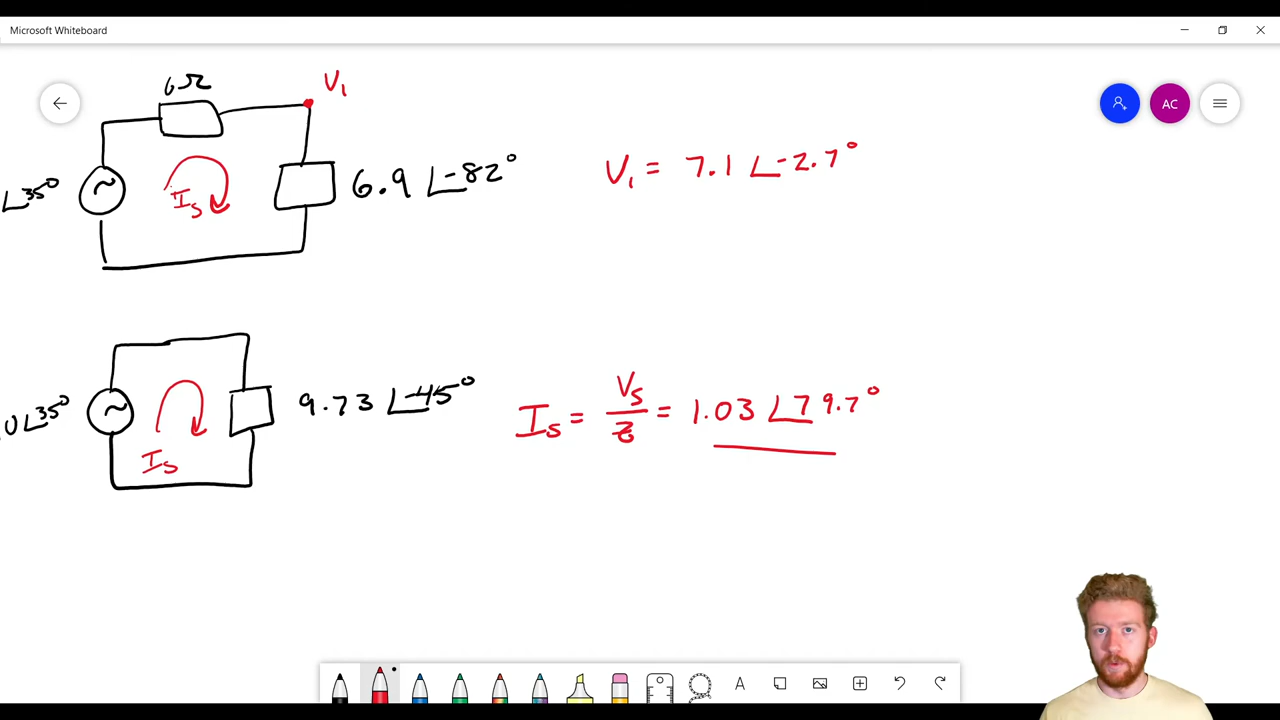 Microsoft Whiteboard
6Ω
V₁
AC
∠35°
Iₛ
6.9 ∠-82°
V₁ = 7.1 ∠-2.7°
0∠35°
Iₛ
9.73 ∠-45°
Iₛ = Vₛ/z = 1.03 ∠79.7°
A